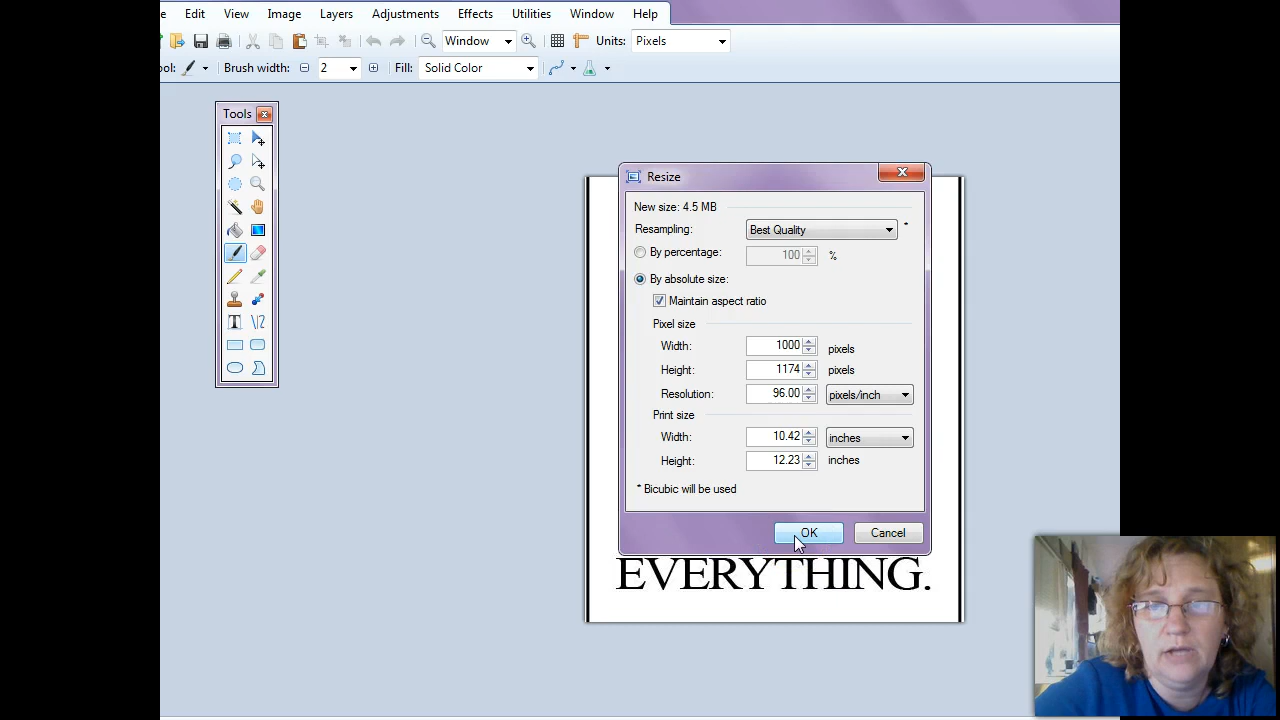 Edit View Image Layers Adjustments Effects Utilities Window Help
Window Units: Pixels
ol: Brush width: 2 Fill: Solid Color
Tools
Resize
New size: 4.5 MB
Resampling: Best Quality *
By percentage: 100 %
By absolute size:
Maintain aspect ratio
Pixel size
Width: 1000 pixels
Height: 1174 pixels
Resolution: 96.00 pixels/inch
Print size
Width: 10.42 inches
Height: 12.23 inches
* Bicubic will be used
OK Cancel
EVERYTHING.